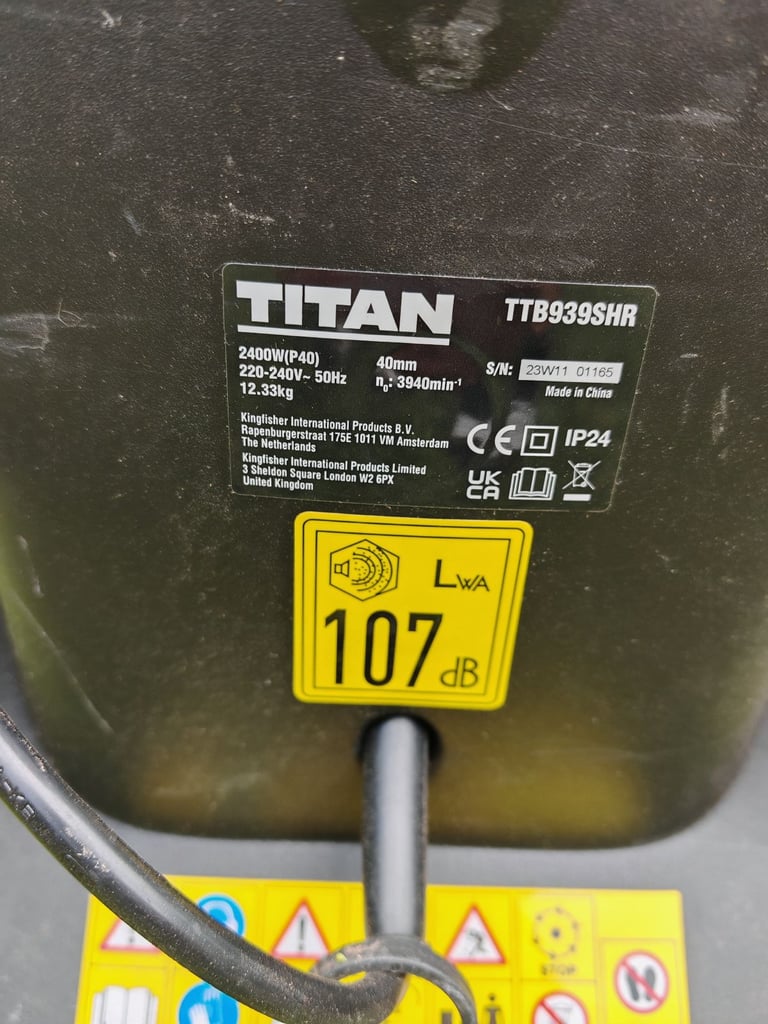 TITAN
TTB939SHR
2400W(P40)
220-240V~ 50Hz
12.33kg
40mm
n₀: 3940min⁻¹
S/N: 23W11 01165
Made in China
Kingfisher International Products B.V.
Rapenburgerstraat 175E 1011 VM Amsterdam
The Netherlands
Kingfisher International Products Limited
3 Sheldon Square London W2 6PX
United Kingdom
CE
IP24
UK
CA
LWA
107 dB
STOP